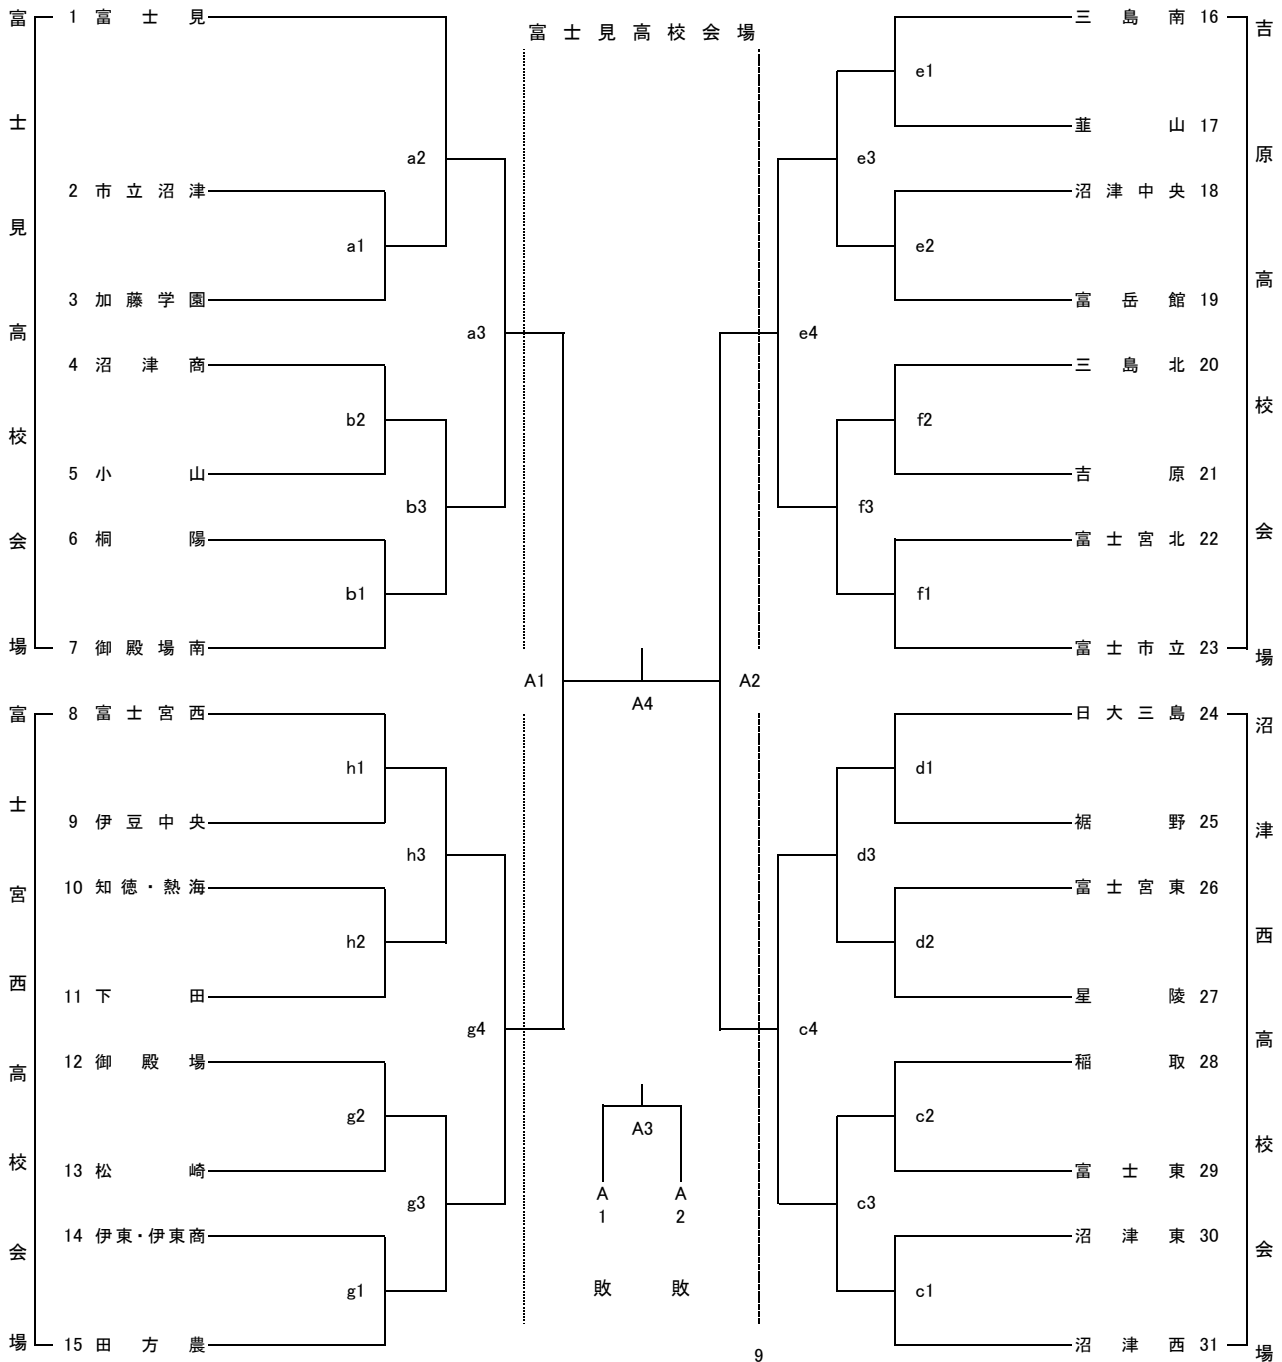 富士見高校会場
富士見高校会場
1 富士見
2 市立沼津
3 加藤学園
4 沼津商
5 小山
6 桐陽
7 御殿場南
a2
a1
a3
b2
b3
b1
富士宮西高校会場
8 富士宮西
9 伊豆中央
10 知徳・熱海
11 下田
12 御殿場
13 松崎
14 伊東・伊東商
15 田方農
h1
h3
h2
g4
g2
g3
g1
A1
A4
A2
A3
A1敗
A2敗
吉原高校会場
三島南 16
韮山 17
沼津中央 18
富岳館 19
三島北 20
吉原 21
富士宮北 22
富士市立 23
e1
e3
e2
e4
f2
f3
f1
沼津西高校会場
日大三島 24
裾野 25
富士宮東 26
星陵 27
稲取 28
富士東 29
沼津東 30
沼津西 31
d1
d3
d2
c4
c2
c3
c1
9